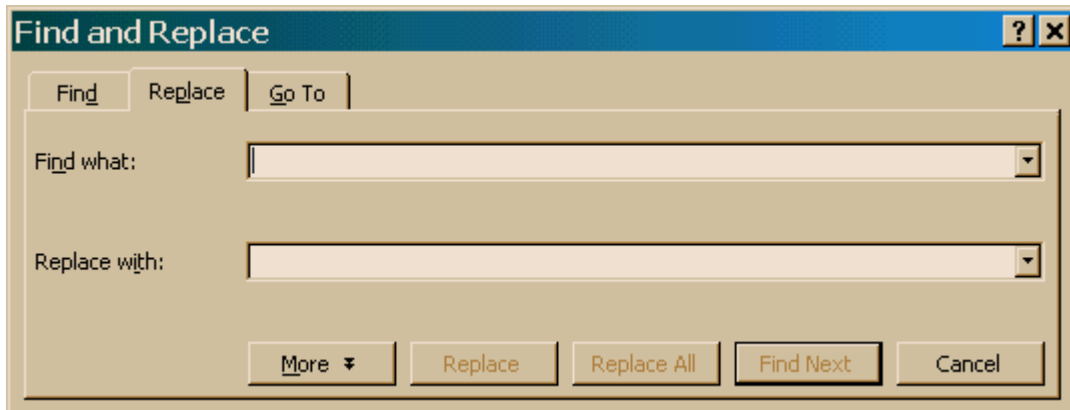 Find and Replace ? ×
Find Replace Go To
Find what:
Replace with:
More Replace Replace All Find Next Cancel